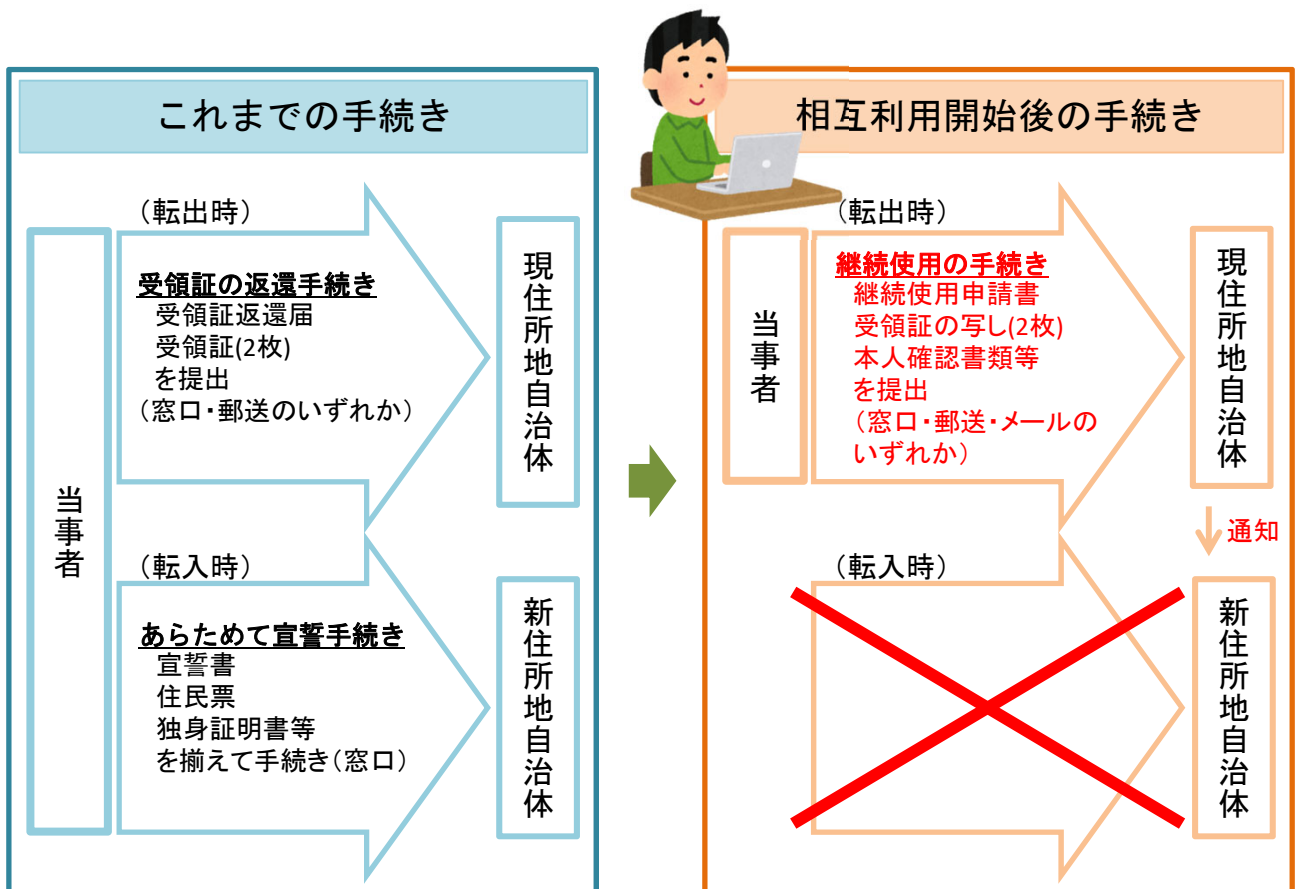 これまでの手続き
(転出時)
受領証の返還手続き
受領証返還届
受領証(2枚)
を提出
(窓口・郵送のいずれか)
現住所地自治体
当事者
(転入時)
あらためて宣誓手続き
宣誓書
住民票
独身証明書等
を揃えて手続き(窓口)
新住所地自治体
相互利用開始後の手続き
(転出時)
継続使用の手続き
継続使用申請書
受領証の写し(2枚)
本人確認書類等
を提出
(窓口・郵送・メールの
いずれか)
当事者
現住所地自治体
通知
(転入時)
新住所地自治体